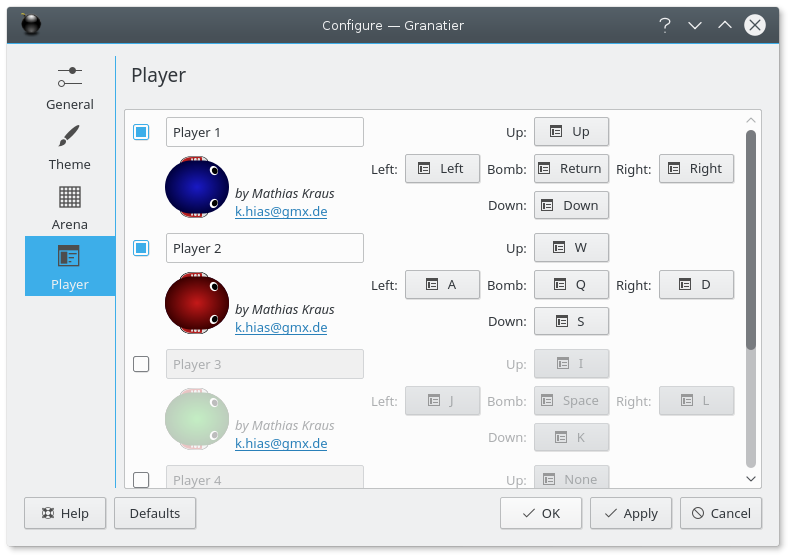 Configure — Granatier
General
Theme
Arena
Player
Player
Player 1
Up: Up
Left: Left Bomb: Return Right: Right
by Mathias Kraus
k.hias@gmx.de
Down: Down
Player 2
Up: W
Left: A Bomb: Q Right: D
by Mathias Kraus
k.hias@gmx.de
Down: S
Player 3
Up: I
Left: J Bomb: Space Right: L
by Mathias Kraus
k.hias@gmx.de
Down: K
Player 4
Up: None
Help Defaults OK Apply Cancel